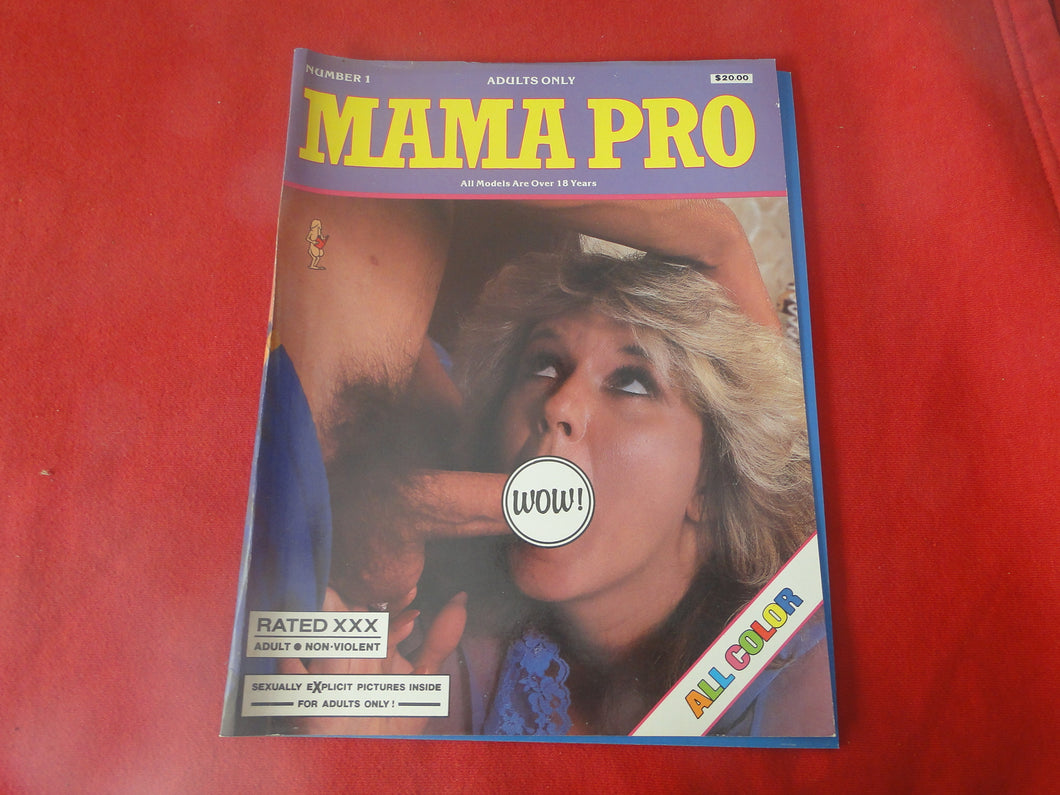 NUMBER 1
ADULTS ONLY
$20.00
MAMA PRO
All Models Are Over 18 Years
WOW!
RATED XXX
ADULT ● NON-VIOLENT
SEXUALLY EXPLICIT PICTURES INSIDE
FOR ADULTS ONLY!
ALL COLOR